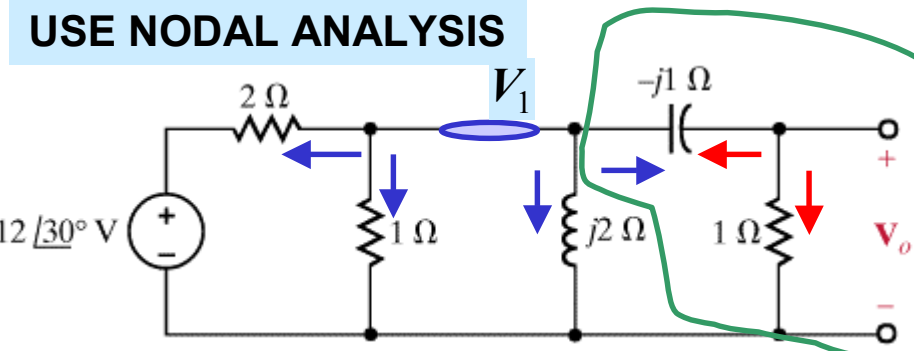 USE NODAL ANALYSIS
V₁
2 Ω
–j1 Ω
12 /30° V
+
–
1 Ω
j2 Ω
1 Ω
+
Vₒ
–